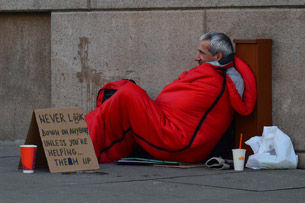 NEVER LOOK
DOWN ON ANYBODY
UNLESS YOU'RE
HELPING...
THEM UP